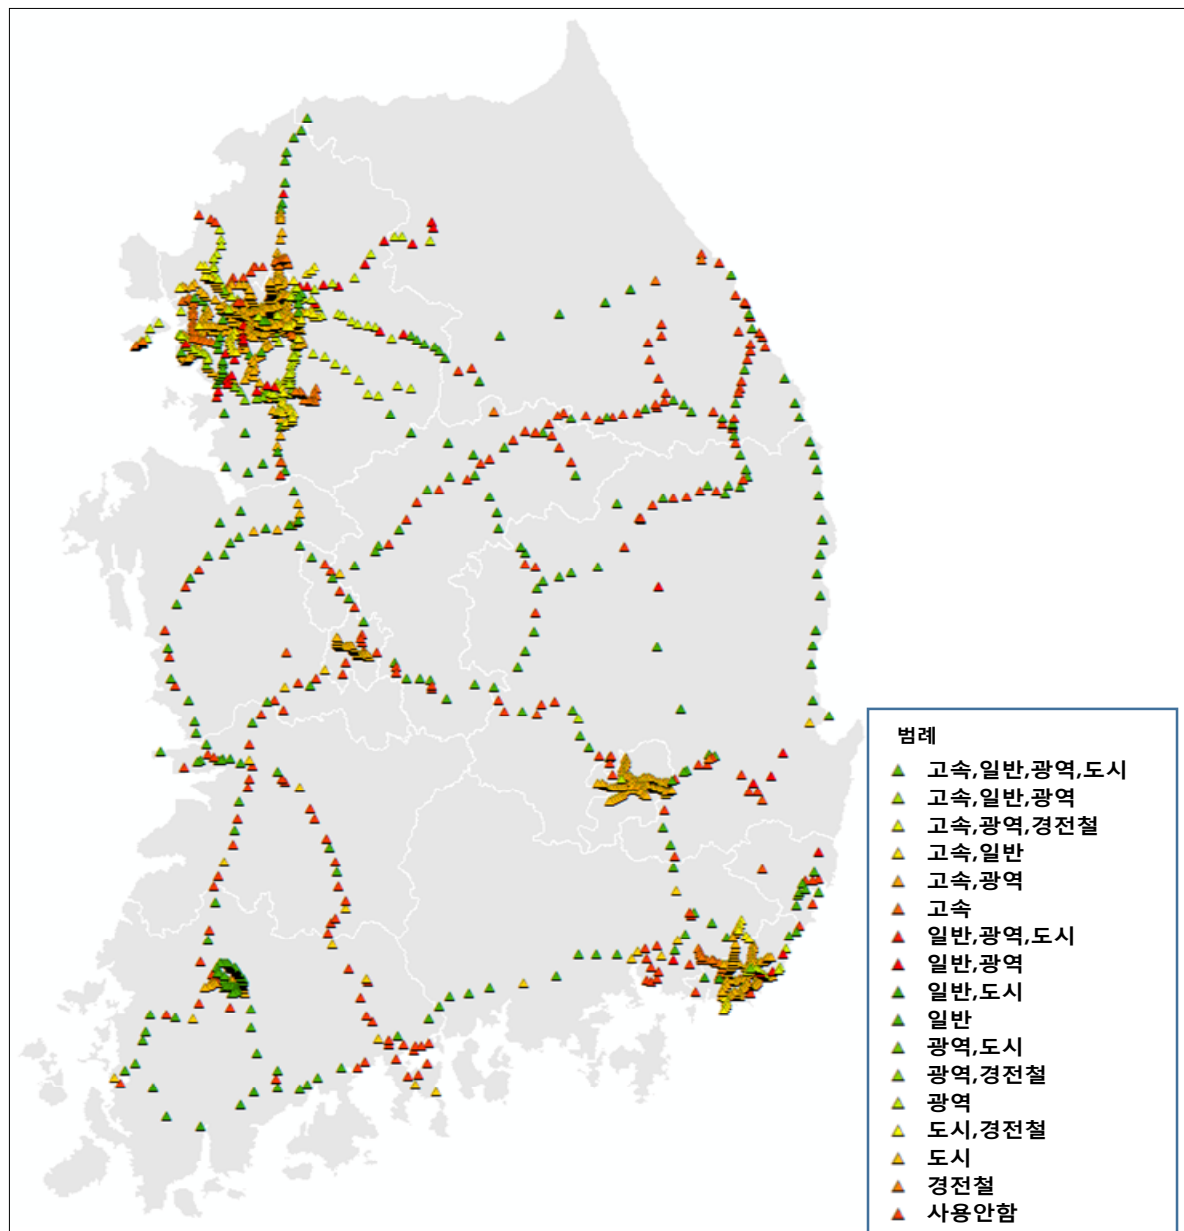 범례
고속,일반,광역,도시
고속,일반,광역
고속,광역,경전철
고속,일반
고속,광역
고속
일반,광역,도시
일반,광역
일반,도시
일반
광역,도시
광역,경전철
광역
도시,경전철
도시
경전철
사용안함